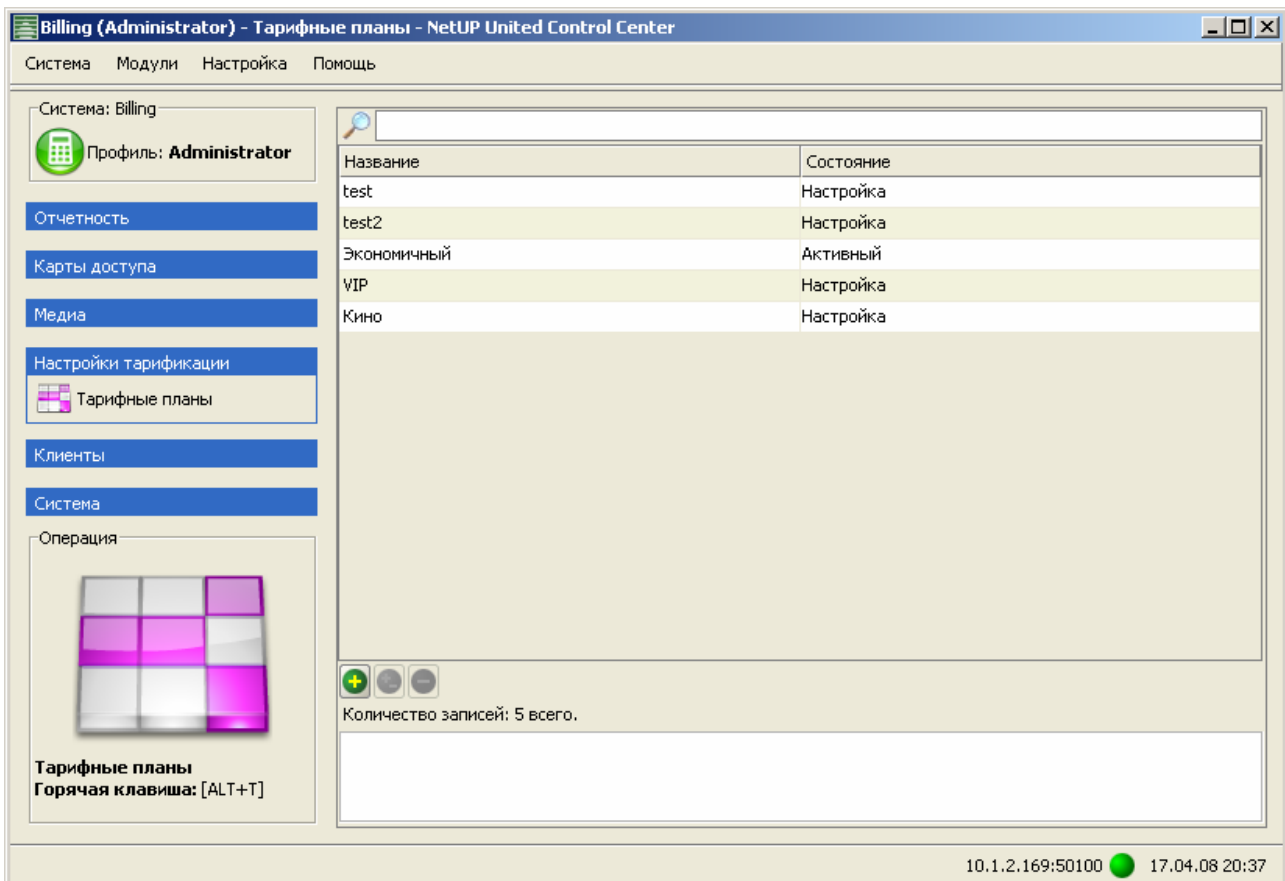 Billing (Administrator) - Тарифные планы - NetUP United Control Center
Система Модули Настройка Помощь
Система: Billing
Профиль: Administrator
Отчетность
Карты доступа
Медиа
Настройки тарификации
Тарифные планы
Клиенты
Система
Операция
Тарифные планы
Горячая клавиша: [ALT+T]
Название Состояние
test Настройка
test2 Настройка
Экономичный Активный
VIP Настройка
Кино Настройка
Количество записей: 5 всего.
10.1.2.169:50100 17.04.08 20:37